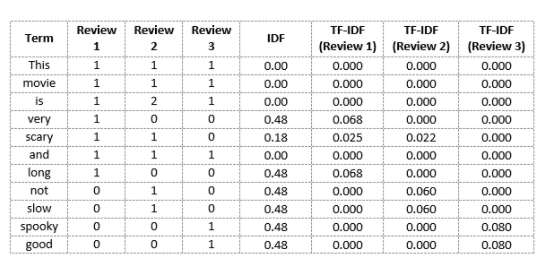 Term Review 1 Review 2 Review 3 IDF TF-IDF (Review 1) TF-IDF (Review 2) TF-IDF (Review 3)
This 1 1 1 0.00 0.000 0.000 0.000
movie 1 1 1 0.00 0.000 0.000 0.000
is 1 2 1 0.00 0.000 0.000 0.000
very 1 0 0 0.48 0.068 0.000 0.000
scary 1 1 0 0.18 0.025 0.022 0.000
and 1 1 1 0.00 0.000 0.000 0.000
long 1 0 0 0.48 0.068 0.000 0.000
not 0 1 0 0.48 0.000 0.060 0.000
slow 0 1 0 0.48 0.000 0.060 0.000
spooky 0 0 1 0.48 0.000 0.000 0.080
good 0 0 1 0.48 0.000 0.000 0.080